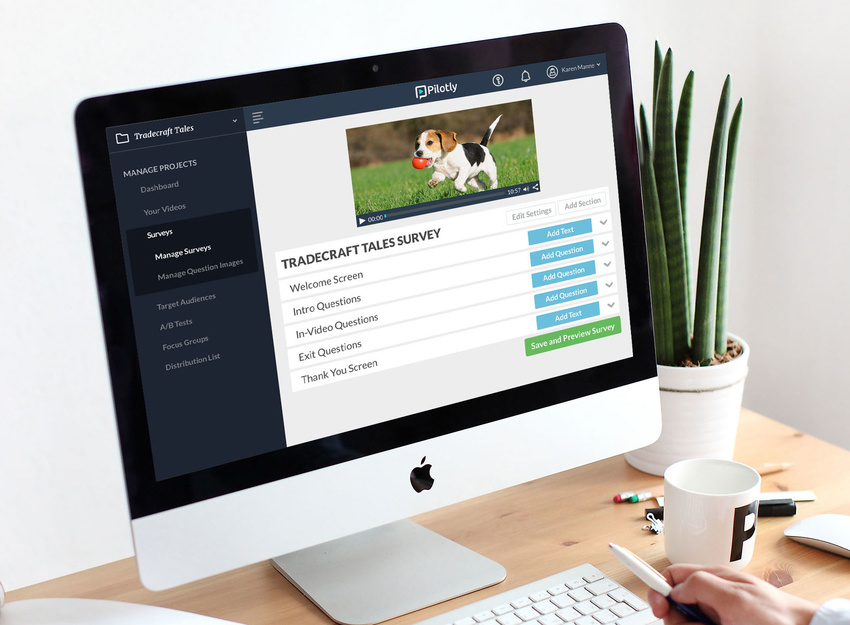 Pilotly
Karen Manne
Tradecraft Tales
MANAGE PROJECTS
Dashboard
Your Videos
Surveys
Manage Surveys
Manage Question Images
Target Audiences
A/B Tests
Focus Groups
Distribution List
00:00
10:57
Edit Settings
Add Section
TRADECRAFT TALES SURVEY
Welcome Screen
Add Text
Intro Questions
Add Question
In-Video Questions
Add Question
Exit Questions
Add Question
Thank You Screen
Add Text
Save and Preview Survey
P